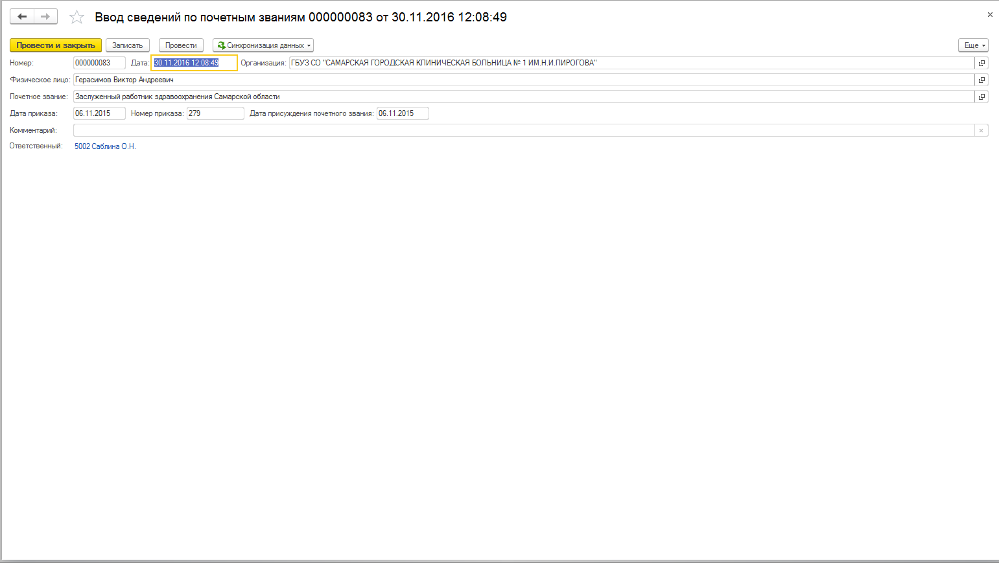 Ввод сведений по почетным званиям 000000083 от 30.11.2016 12:08:49
Провести и закрыть Записать Провести Синхронизация данных Еще
Номер: 000000083 Дата: 30.11.2016 12:08:49 Организация: ГБУЗ СО "САМАРСКАЯ ГОРОДСКАЯ КЛИНИЧЕСКАЯ БОЛЬНИЦА № 1 ИМ.Н.И.ПИРОГОВА"
Физическое лицо: Герасимов Виктор Андреевич
Почетное звание: Заслуженный работник здравоохранения Самарской области
Дата приказа: 06.11.2015 Номер приказа: 279 Дата присуждения почетного звания: 06.11.2015
Комментарий:
Ответственный: 5002 Саблина О.Н.